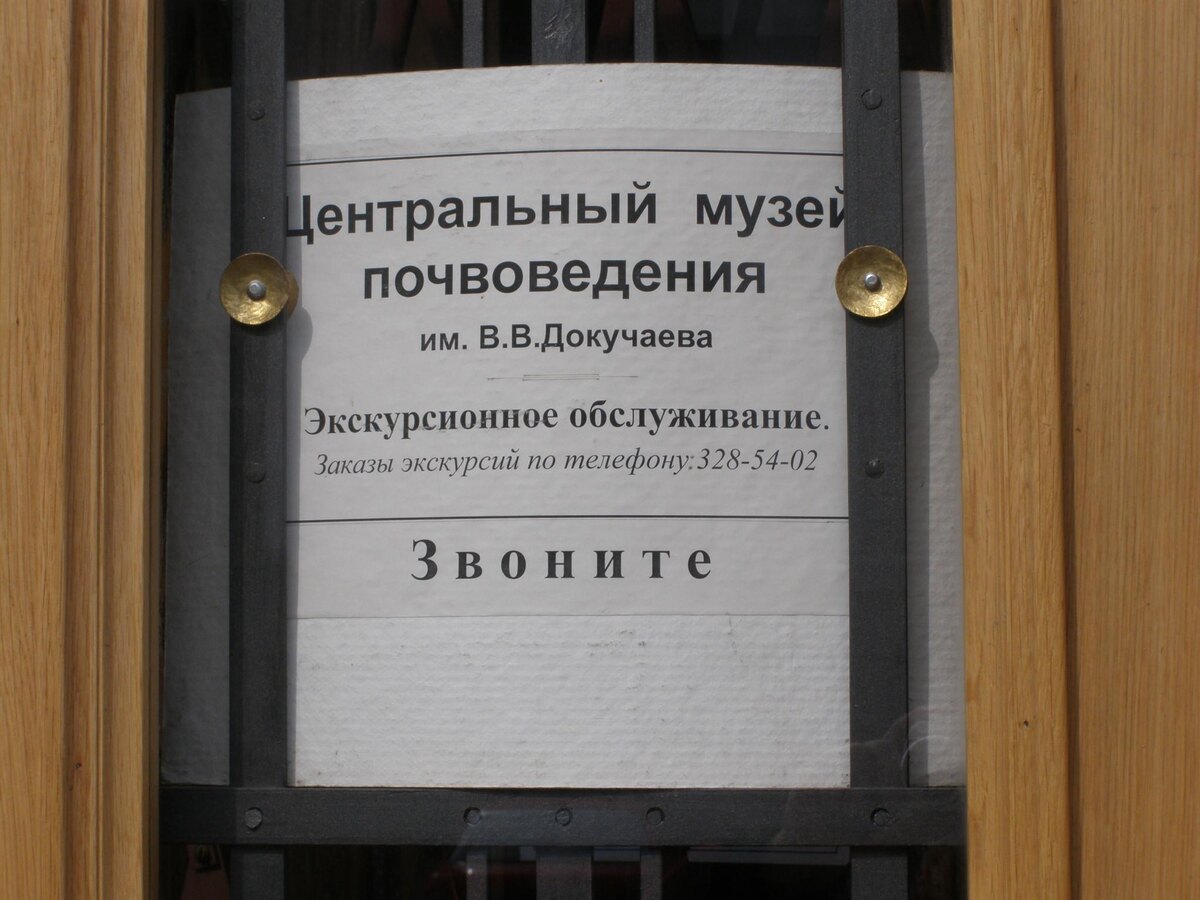 Центральный музей
почвоведения
им. В.В.Докучаева
Экскурсионное обслуживание.
Заказы экскурсий по телефону:328-54-02
Звоните